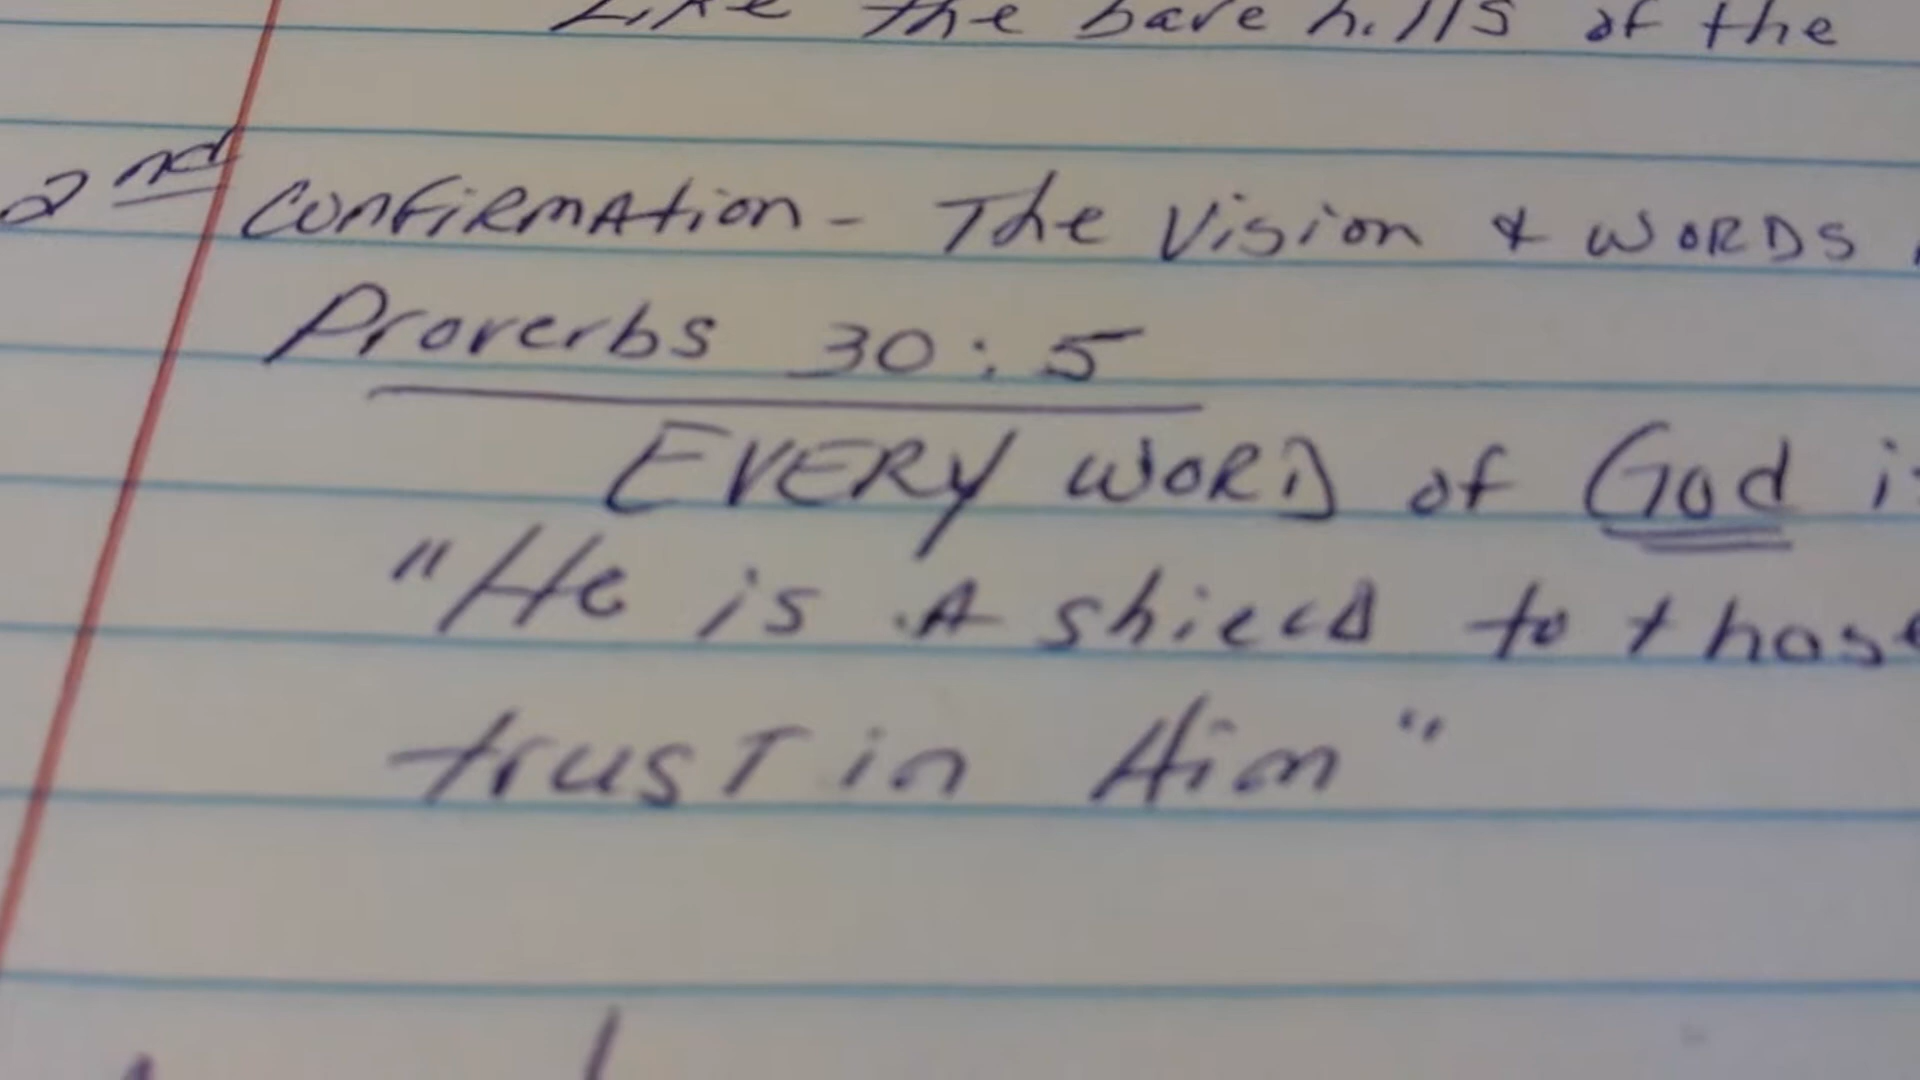 Like the bare hills of the
2nd Confirmation - The Vision & Words
Proverbs 30:5
EVERY WORD of God
"He is A shield to those
trust in Him"